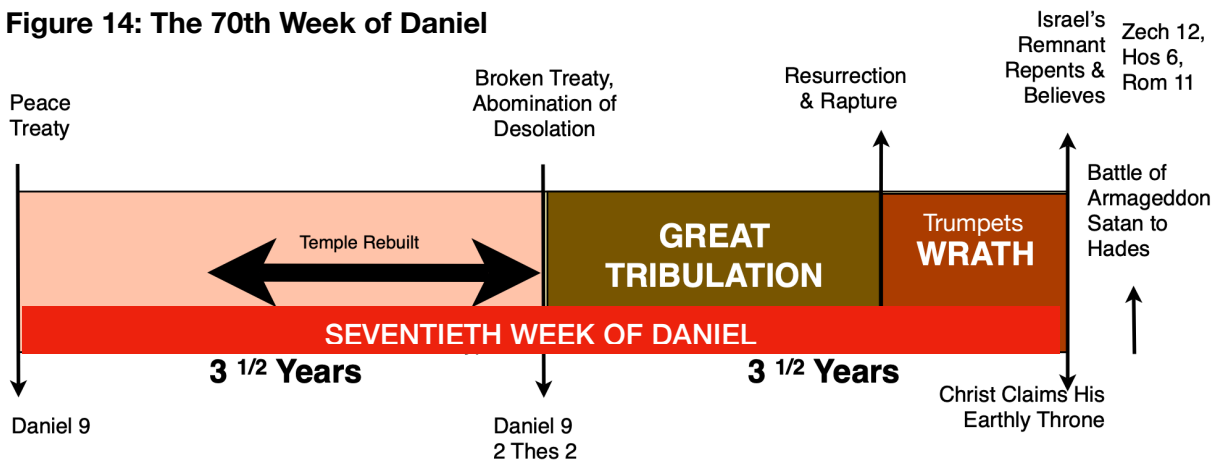 Figure 14: The 70th Week of Daniel
Peace
Treaty
Broken Treaty,
Abomination of
Desolation
Resurrection
& Rapture
Israel's
Remnant
Repents &
Believes
Zech 12,
Hos 6,
Rom 11
Temple Rebuilt
GREAT
TRIBULATION
Trumpets
WRATH
Battle of
Armageddon
Satan to
Hades
SEVENTIETH WEEK OF DANIEL
3 1/2 Years
3 1/2 Years
Daniel 9
Daniel 9
2 Thes 2
Christ Claims His
Earthly Throne